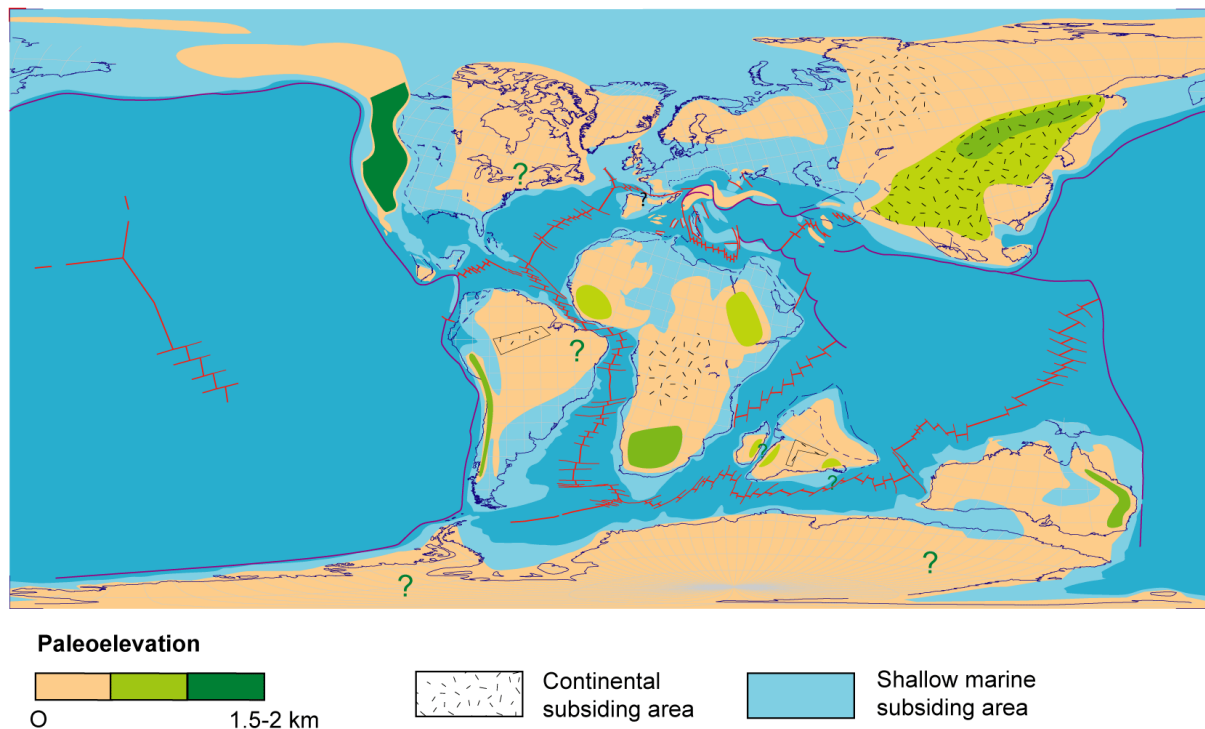 ?
?
?
?
?
?
?
?
Paleoelevation
O
1.5-2 km
Continental
subsiding area
Shallow marine
subsiding area